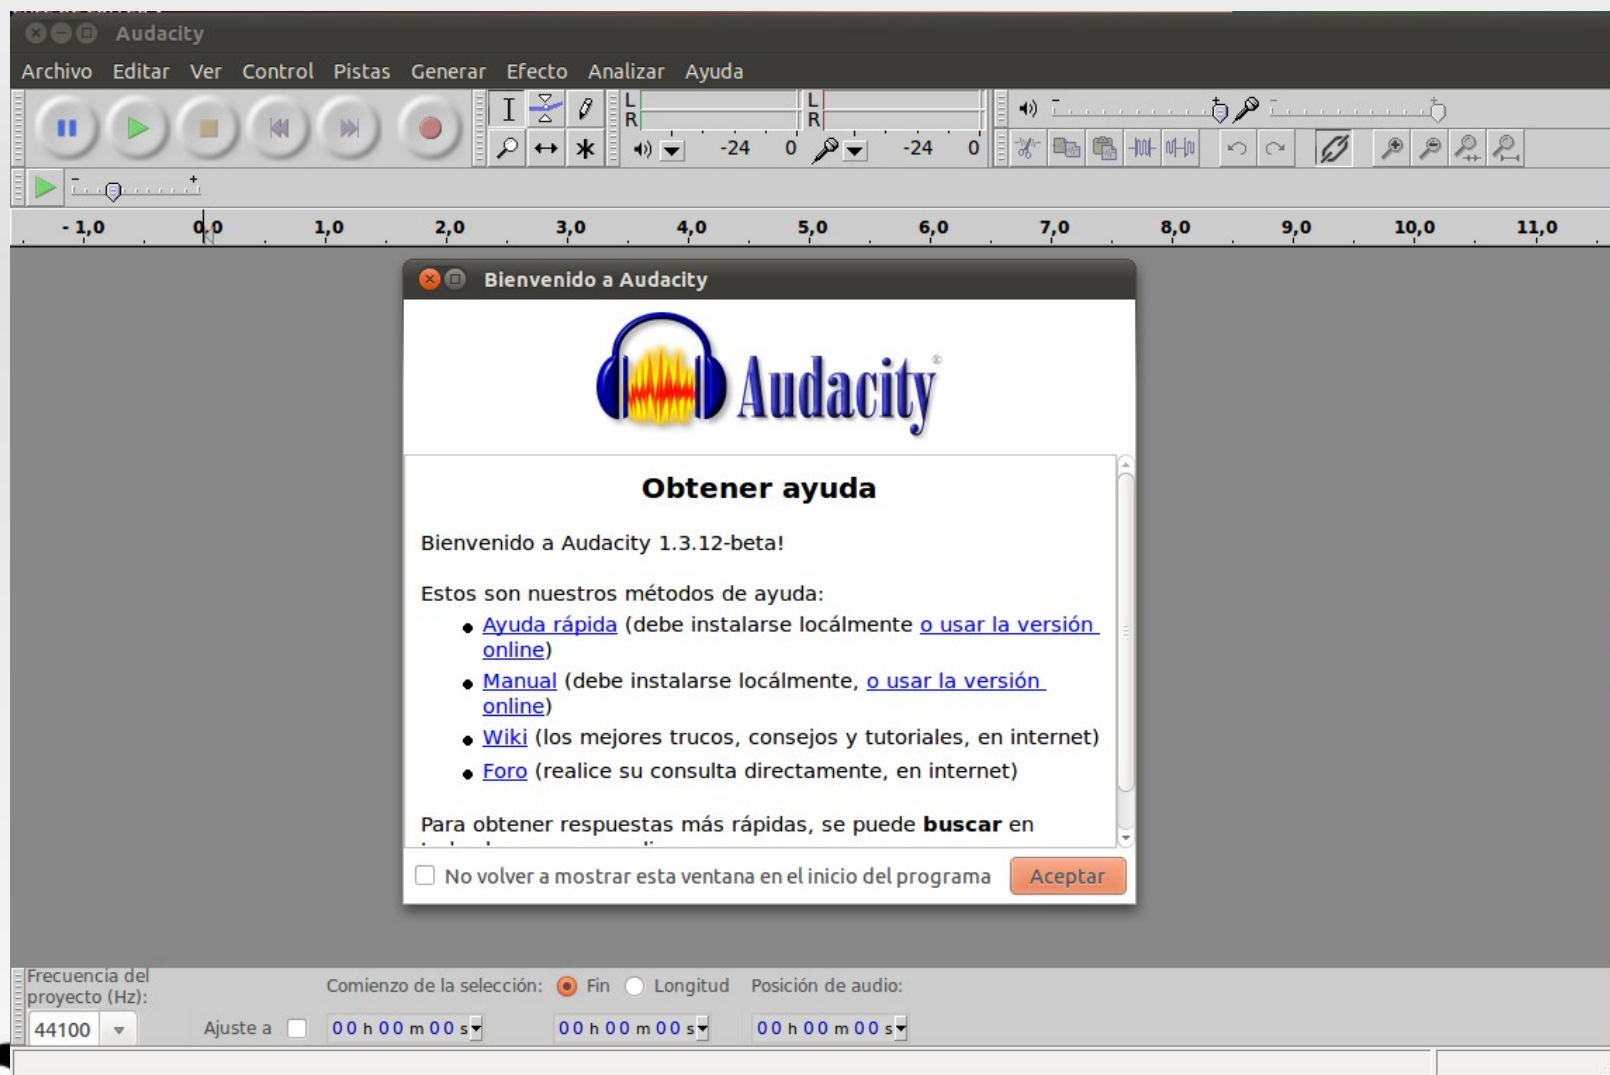 Audacity
Archivo Editar Ver Control Pistas Generar Efecto Analizar Ayuda
L
R
L
R
-24 0
-24 0
- 1,0 0,0 1,0 2,0 3,0 4,0 5,0 6,0 7,0 8,0 9,0 10,0 11,0
Bienvenido a Audacity
Audacity®
Obtener ayuda
Bienvenido a Audacity 1.3.12-beta!
Estos son nuestros métodos de ayuda:
Ayuda rápida (debe instalarse locálmente o usar la versión
online)
Manual (debe instalarse locálmente, o usar la versión
online)
Wiki (los mejores trucos, consejos y tutoriales, en internet)
Foro (realice su consulta directamente, en internet)
Para obtener respuestas más rápidas, se puede buscar en
No volver a mostrar esta ventana en el inicio del programa
Aceptar
Frecuencia del
proyecto (Hz):
Comienzo de la selección: Fin Longitud Posición de audio:
44100 Ajuste a 00 h 00 m 00 s 00 h 00 m 00 s 00 h 00 m 00 s